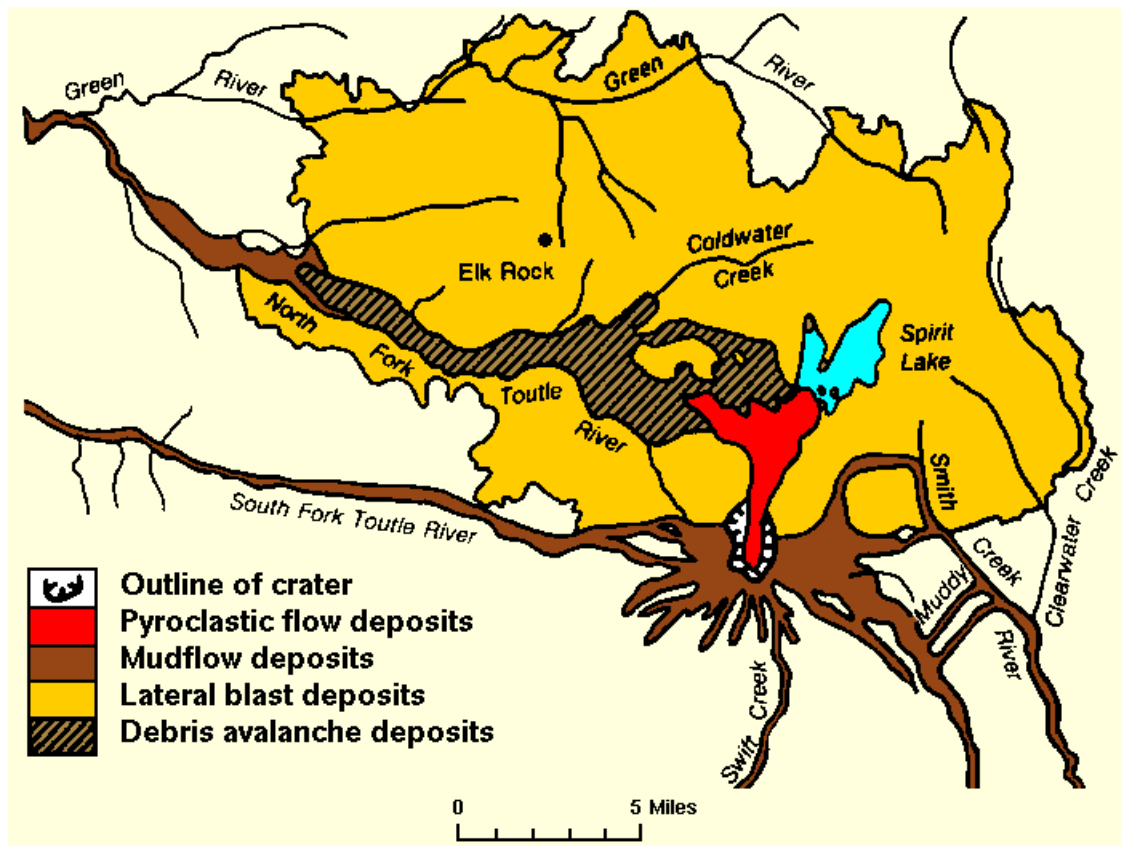 Green
River
Green
River
Coldwater
Creek
Elk Rock
North
Fork
Toutle
River
Spirit
Lake
Smith
Creek
Clearwater Creek
Muddy
River
South Fork Toutle River
Swift Creek
Outline of crater
Pyroclastic flow deposits
Mudflow deposits
Lateral blast deposits
Debris avalanche deposits
0 5 Miles